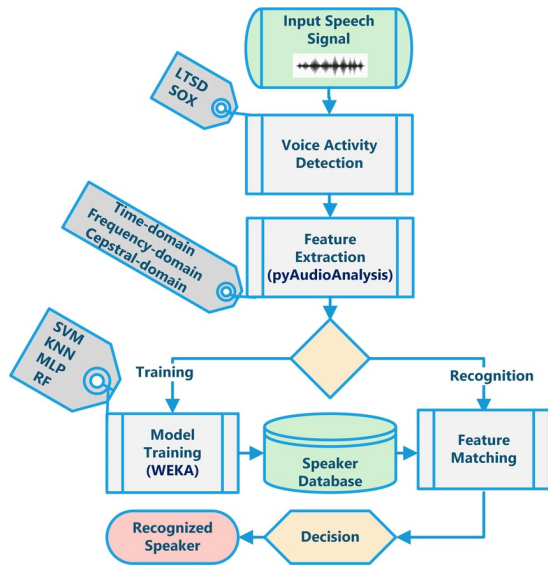 Input Speech
Signal
LTSD
SOX
Voice Activity
Detection
Time-domain
Frequency-domain
Cepstral-domain
Feature
Extraction
(pyAudioAnalysis)
SVM
KNN
MLP
RF
Training
Recognition
Model
Training
(WEKA)
Speaker
Database
Feature
Matching
Recognized
Speaker
Decision